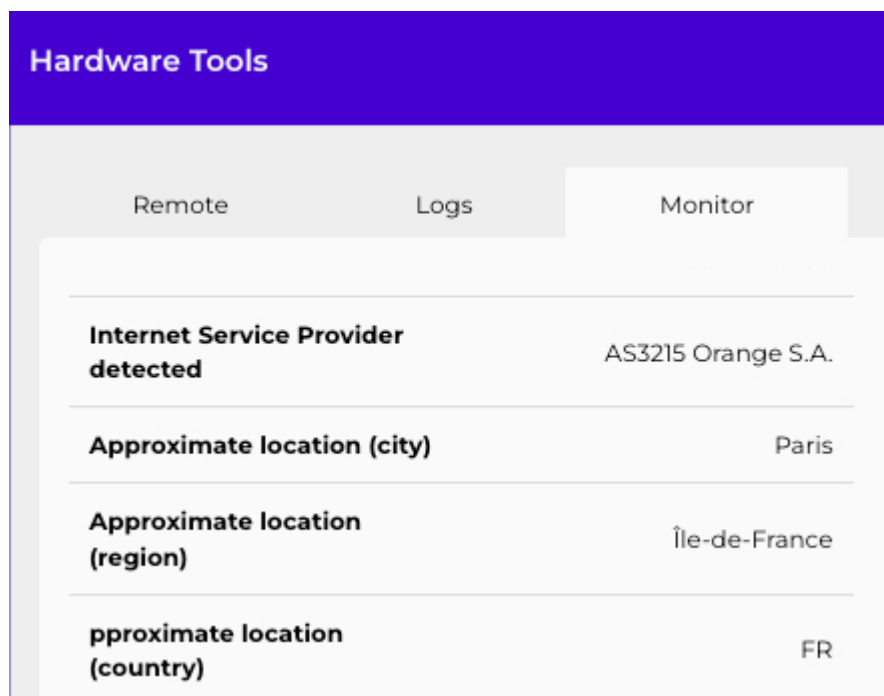 Hardware Tools
Remote Logs Monitor
Internet Service Provider
detected
AS3215 Orange S.A.
Approximate location (city)
Paris
Approximate location
(region)
Île-de-France
pproximate location
(country)
FR